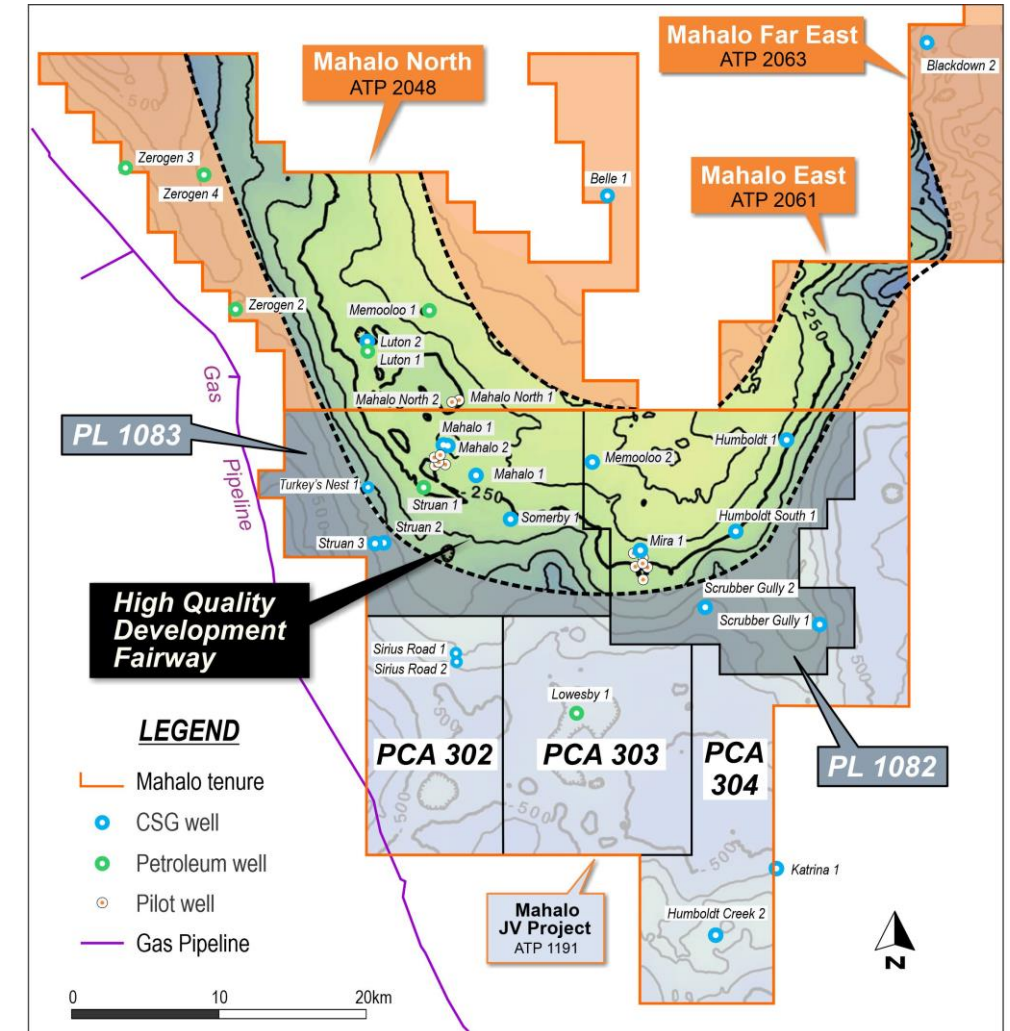 Mahalo North
ATP 2048
Mahalo Far East
ATP 2063
Blackdown 2
-500
Zerogen 3
Zerogen 4
Belle 1
Mahalo East
ATP 2061
-500
Zerogen 2
Memooloo 1
Luton 2
Luton 1
-250
Gas
Pipeline
Mahalo North 2
Mahalo North 1
PL 1083
Mahalo 1
Mahalo 2
Humboldt 1
Memooloo 2
Mahalo 1
Turkey's Nest 1
Struan 1
-250
Somerby 1
Humboldt South 1
Struan 2
Struan 3
Mira 1
High Quality
Development
Fairway
Scrubber Gully 2
Scrubber Gully 1
Sirius Road 1
Sirius Road 2
Lowesby 1
PCA 302
PCA 303
PCA
304
PL 1082
-500
-500
-500
LEGEND
Mahalo tenure
CSG well
Petroleum well
Pilot well
Gas Pipeline
Katrina 1
Mahalo
JV Project
ATP 1191
Humboldt Creek 2
N
0 10 20km